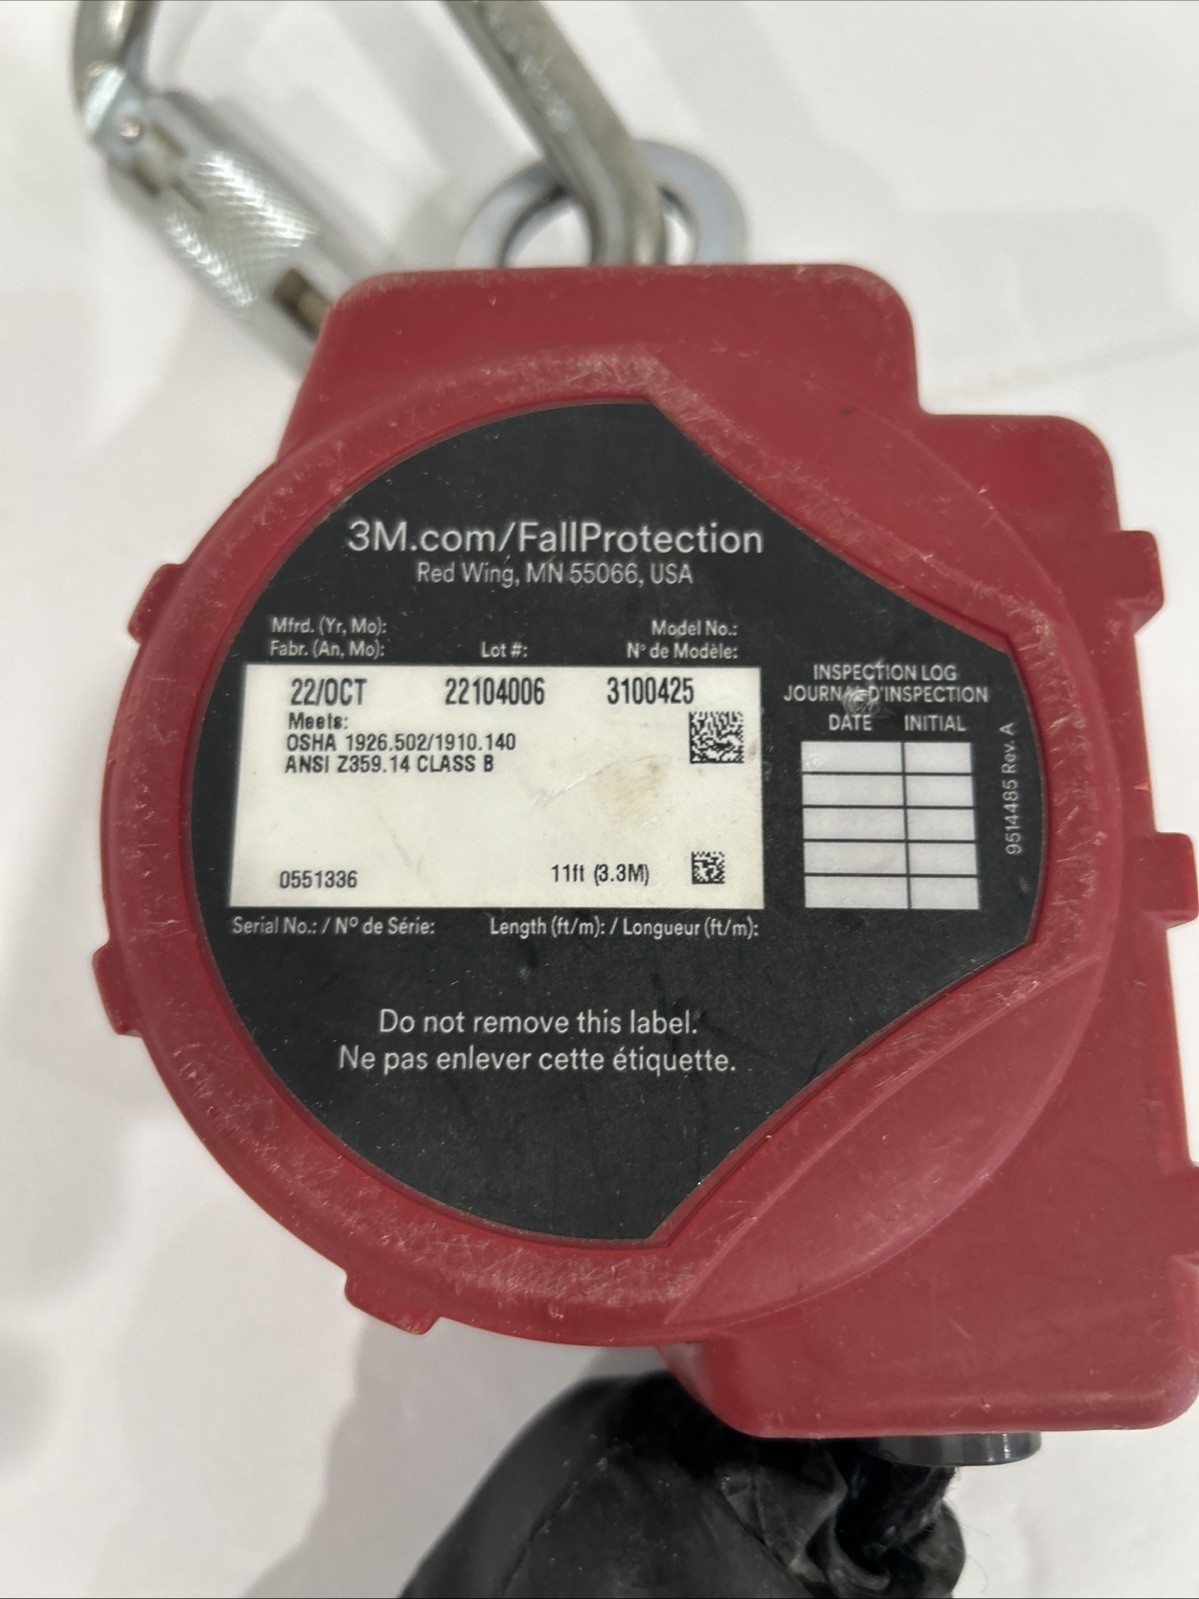 3M.com/FallProtection
Red Wing, MN 55066, USA
Mfrd. (Yr, Mo):
Fabr. (An, Mo):
Lot #:
Model No.:
N° de Modèle:
22/OCT 22104006 3100425
Meets:
OSHA 1926.502/1910.140
ANSI Z359.14 CLASS B
0551336 11ft (3.3M)
Serial No.: / N° de Série: Length (ft/m): / Longueur (ft/m):
INSPECTION LOG
JOURNAL D'INSPECTION
DATE INITIAL
9514485 Rev. A
Do not remove this label.
Ne pas enlever cette étiquette.